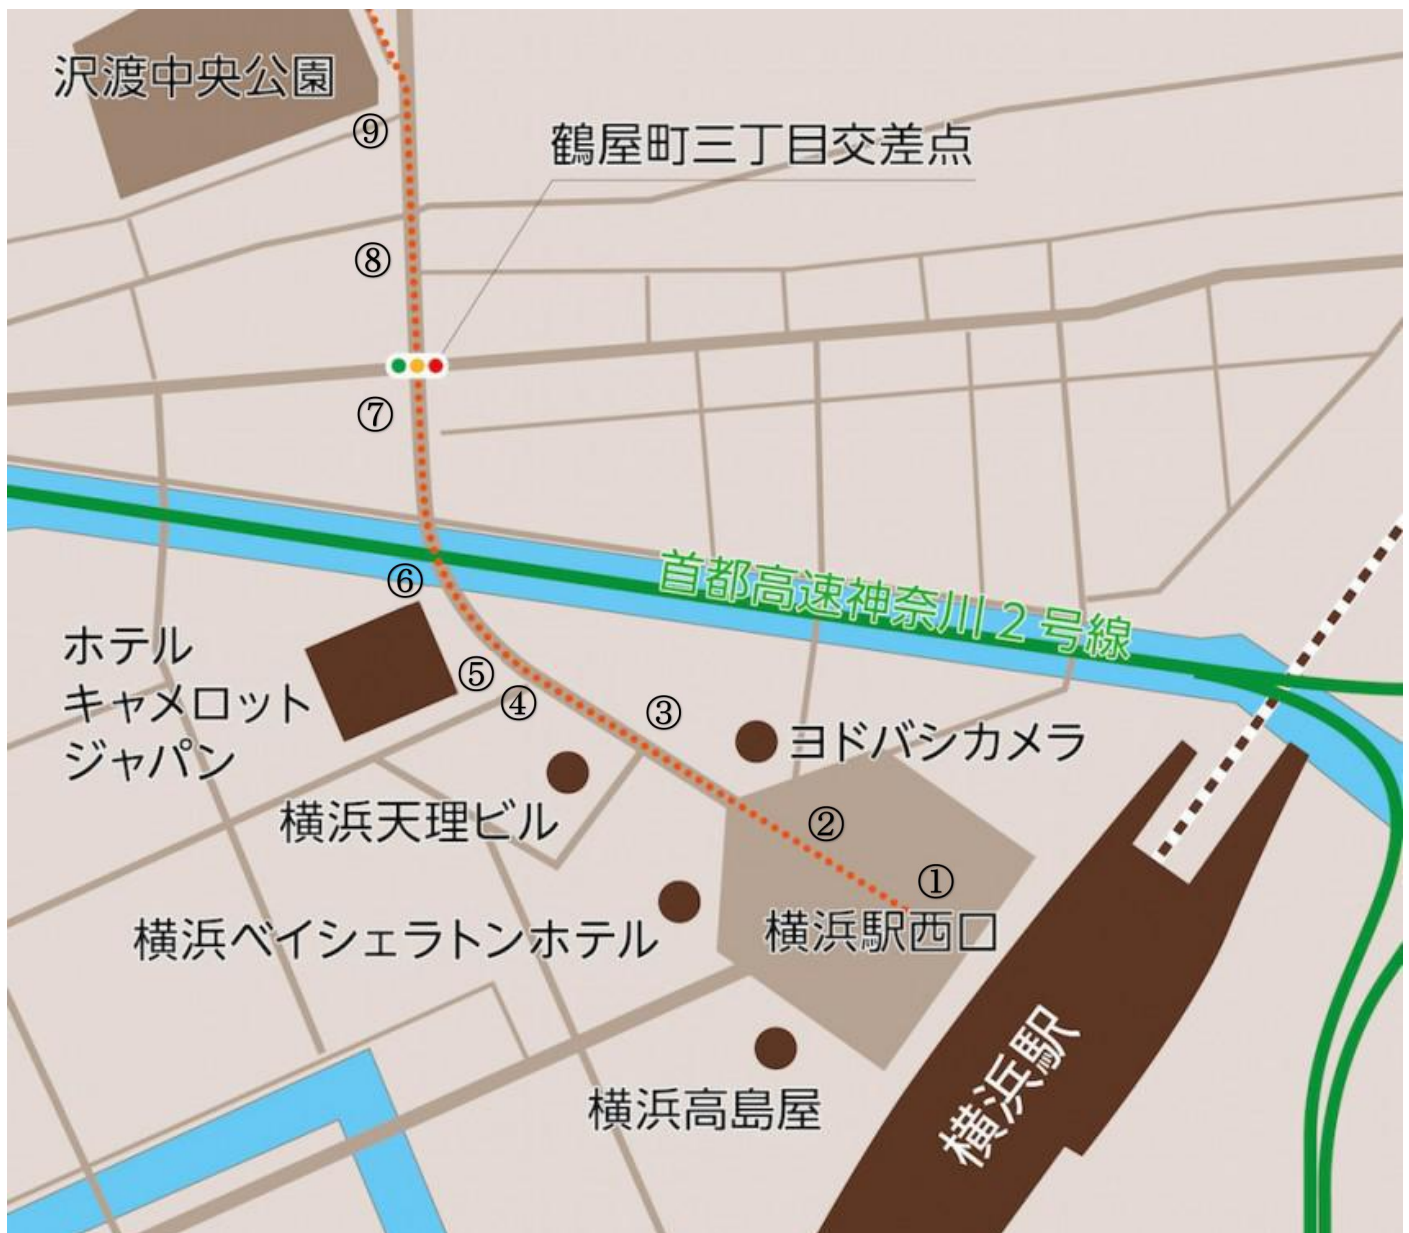 沢渡中央公園
⑨
鶴屋町三丁目交差点
⑧
⑦
首都高速神奈川2号線
⑥
ホテル
キャメロット
ジャパン
⑤
④
③
ヨドバシカメラ
横浜天理ビル
②
①
横浜ベイシェラトンホテル
横浜駅西口
横浜駅
横浜高島屋